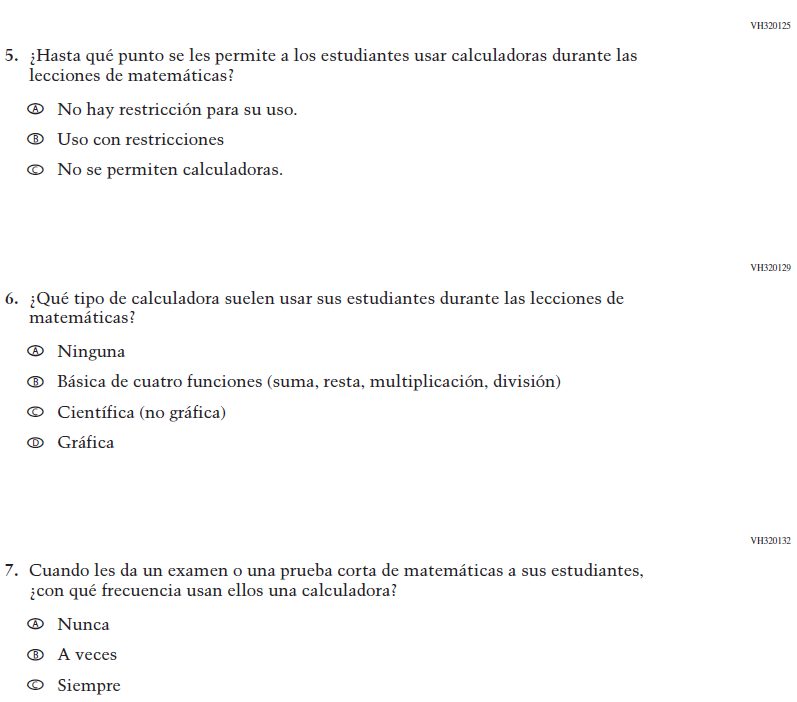 VH320125
5. ¿Hasta qué punto se les permite a los estudiantes usar calculadoras durante las
lecciones de matemáticas?
Ⓐ No hay restricción para su uso.
Ⓑ Uso con restricciones
Ⓒ No se permiten calculadoras.
VH320129
6. ¿Qué tipo de calculadora suelen usar sus estudiantes durante las lecciones de
matemáticas?
Ⓐ Ninguna
Ⓑ Básica de cuatro funciones (suma, resta, multiplicación, división)
Ⓒ Científica (no gráfica)
Ⓓ Gráfica
VH320132
7. Cuando les da un examen o una prueba corta de matemáticas a sus estudiantes,
¿con qué frecuencia usan ellos una calculadora?
Ⓐ Nunca
Ⓑ A veces
Ⓒ Siempre